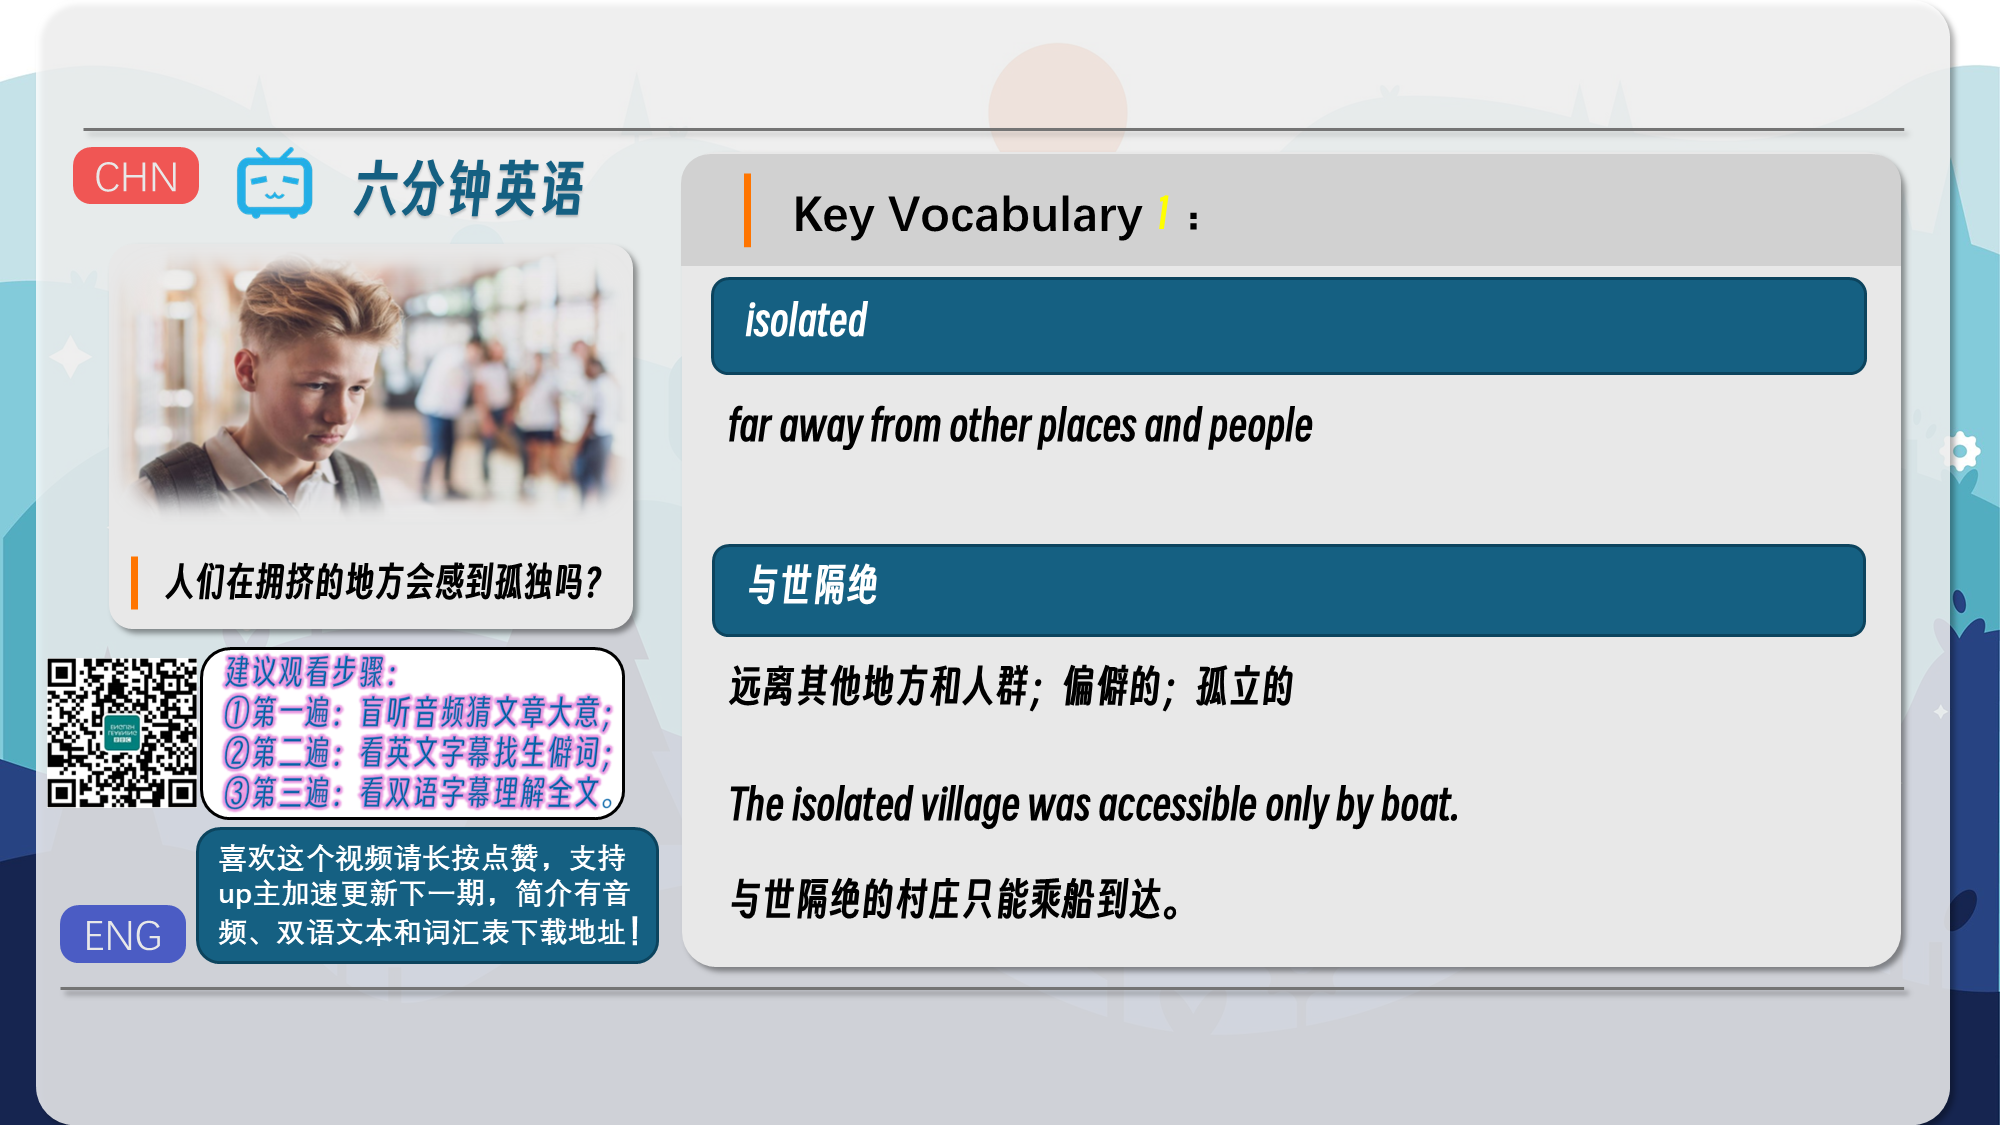 CHN
六分钟英语
人们在拥挤的地方会感到孤独吗？
建议观看步骤：
①第一遍：盲听音频猜文章大意；
②第二遍：看英文字幕找生僻词；
③第三遍：看双语字幕理解全文。
喜欢这个视频请长按点赞，支持
up主加速更新下一期，简介有音
频、双语文本和词汇表下载地址！
ENG
Key Vocabulary 1：
isolated
far away from other places and people
与世隔绝
远离其他地方和人群；偏僻的；孤立的
The isolated village was accessible only by boat.
与世隔绝的村庄只能乘船到达。